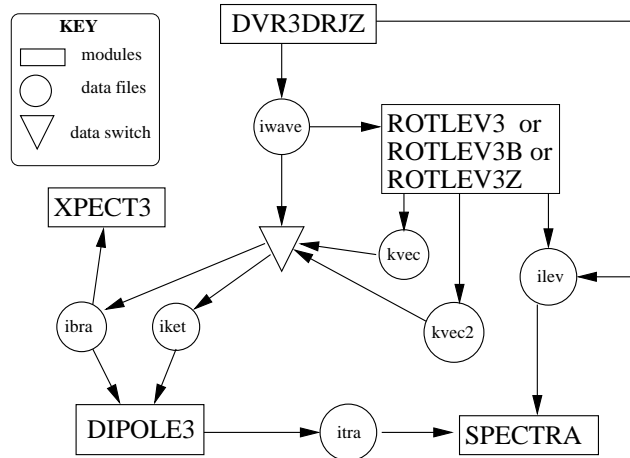 KEY
modules
data files
data switch
DVR3DRJZ
iwave
ROTLEV3 or
ROTLEV3B or
ROTLEV3Z
XPECT3
kvec
ilev
ibra
iket
kvec2
DIPOLE3
itra
SPECTRA